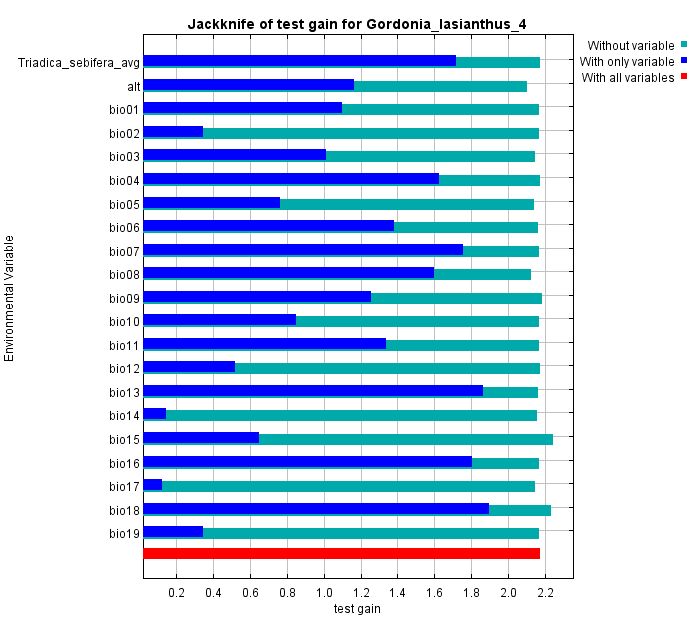 Jackknife of test gain for Gordonia_lasianthus_4
Without variable
With only variable
With all variables
Environmental Variable
Triadica_sebifera_avg
alt
bio01
bio02
bio03
bio04
bio05
bio06
bio07
bio08
bio09
bio10
bio11
bio12
bio13
bio14
bio15
bio16
bio17
bio18
bio19
0.2 0.4 0.6 0.8 1.0 1.2 1.4 1.6 1.8 2.0 2.2
test gain